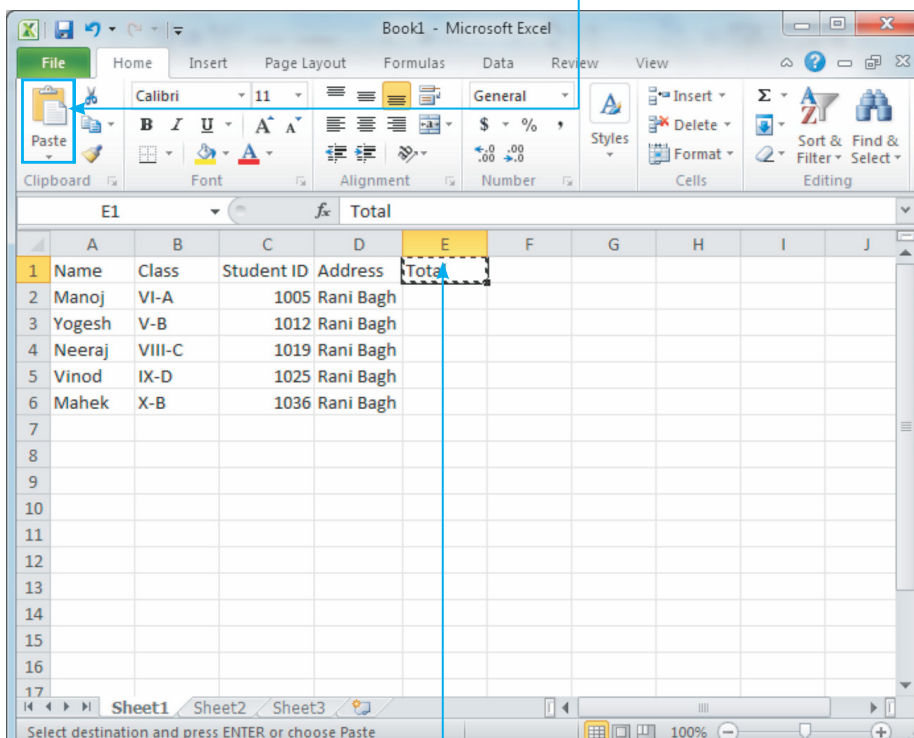 Book1 - Microsoft Excel
File Home Insert Page Layout Formulas Data Review View
Calibri 11 General Insert Σ
Paste B I U A A $ % , Styles Delete Sort & Find &
A .0 .00 .00 .0 Format Filter Select
Clipboard Font Alignment Number Cells Editing
E1 fx Total
A B C D E F G H I J
1 Name Class Student ID Address Total
2 Manoj VI-A 1005 Rani Bagh
3 Yogesh V-B 1012 Rani Bagh
4 Neeraj VIII-C 1019 Rani Bagh
5 Vinod IX-D 1025 Rani Bagh
6 Mahek X-B 1036 Rani Bagh
7
8
9
10
11
12
13
14
15
16
17
Sheet1 Sheet2 Sheet3
Select destination and press ENTER or choose Paste 100%